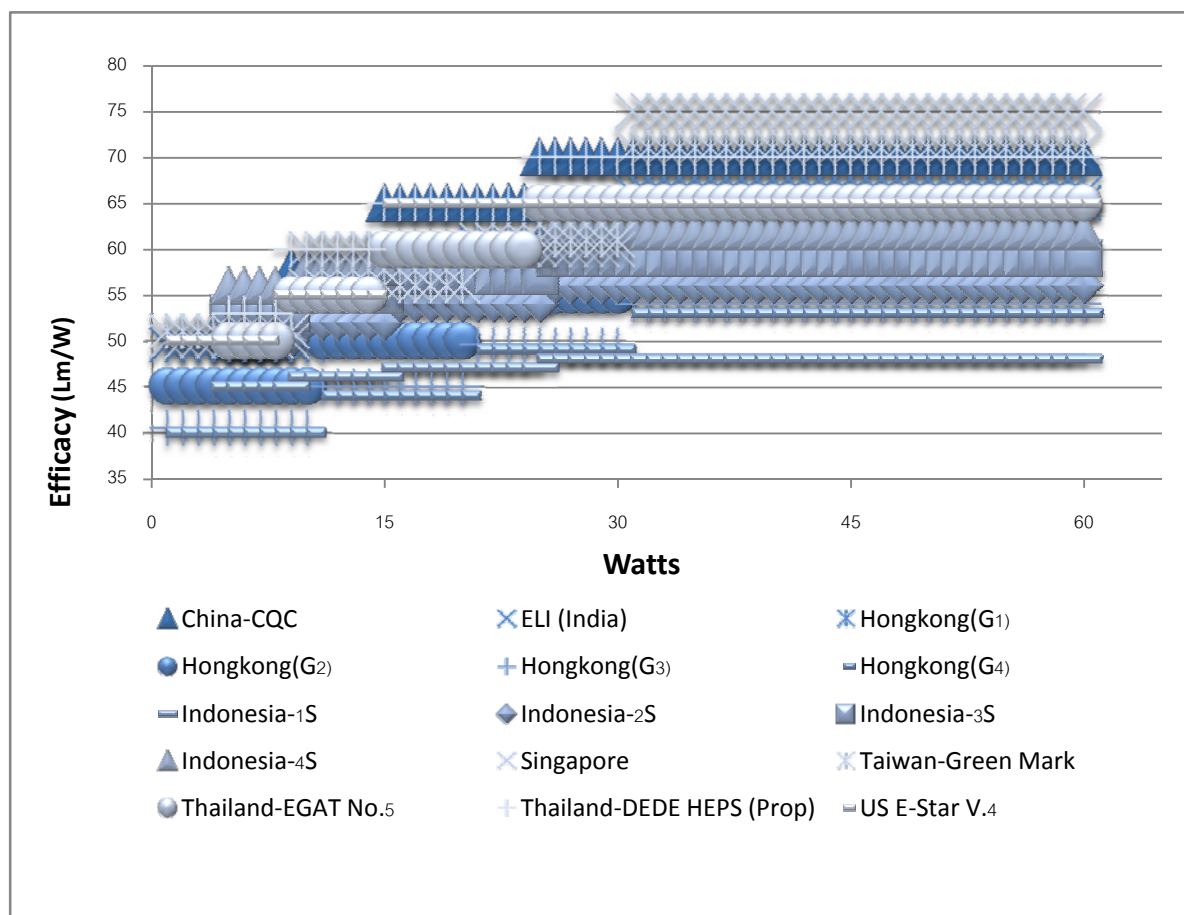 80
75
70
65
60
55
50
45
40
35
Efficacy (Lm/W)
0 15 30 45 60
Watts
China-CQC ELI (India) Hongkong(G1)
Hongkong(G2) Hongkong(G3) Hongkong(G4)
Indonesia-1S Indonesia-2S Indonesia-3S
Indonesia-4S Singapore Taiwan-Green Mark
Thailand-EGAT No.5 Thailand-DEDE HEPS (Prop) US E-Star V.4